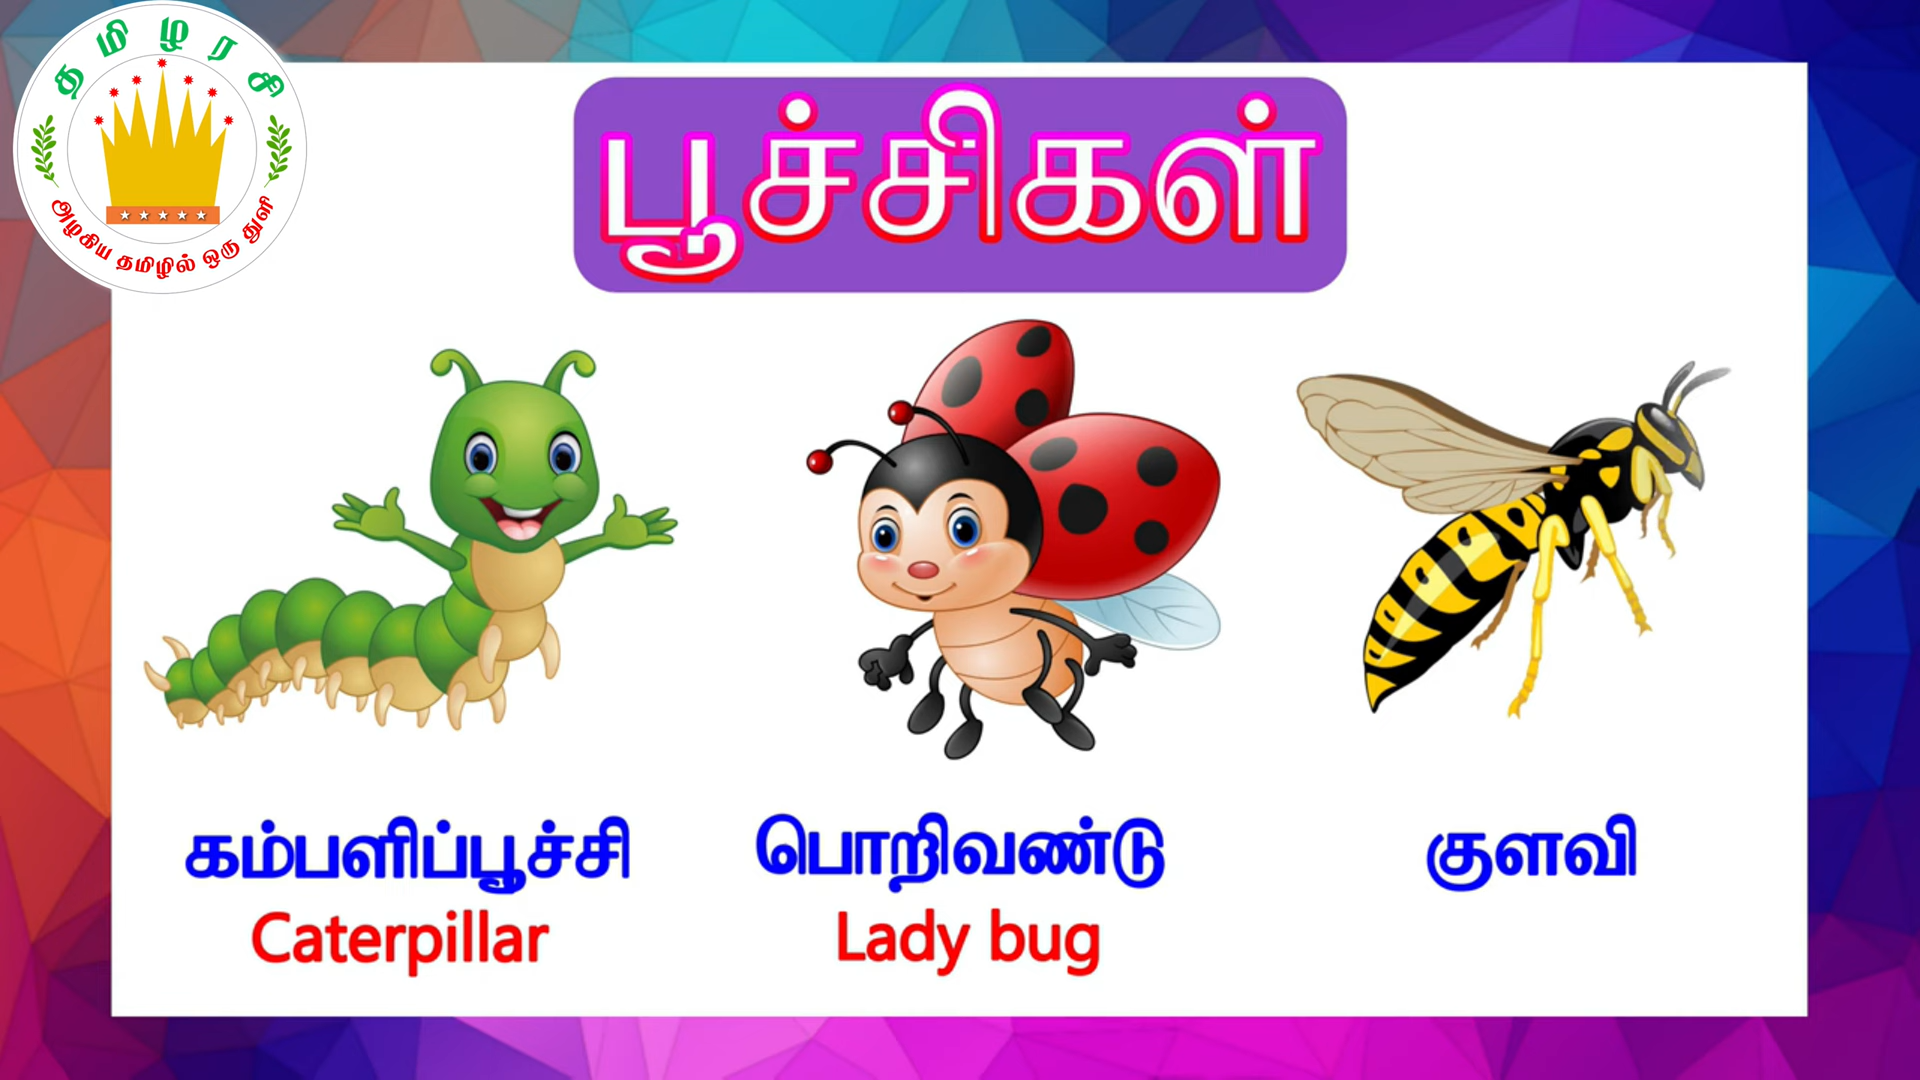 தமிழரசி
அழகிய தமிழில் ஒரு துளி
பூச்சிகள்
கம்பளிப்பூச்சி
பொறிவண்டு
குளவி
Caterpillar
Lady bug